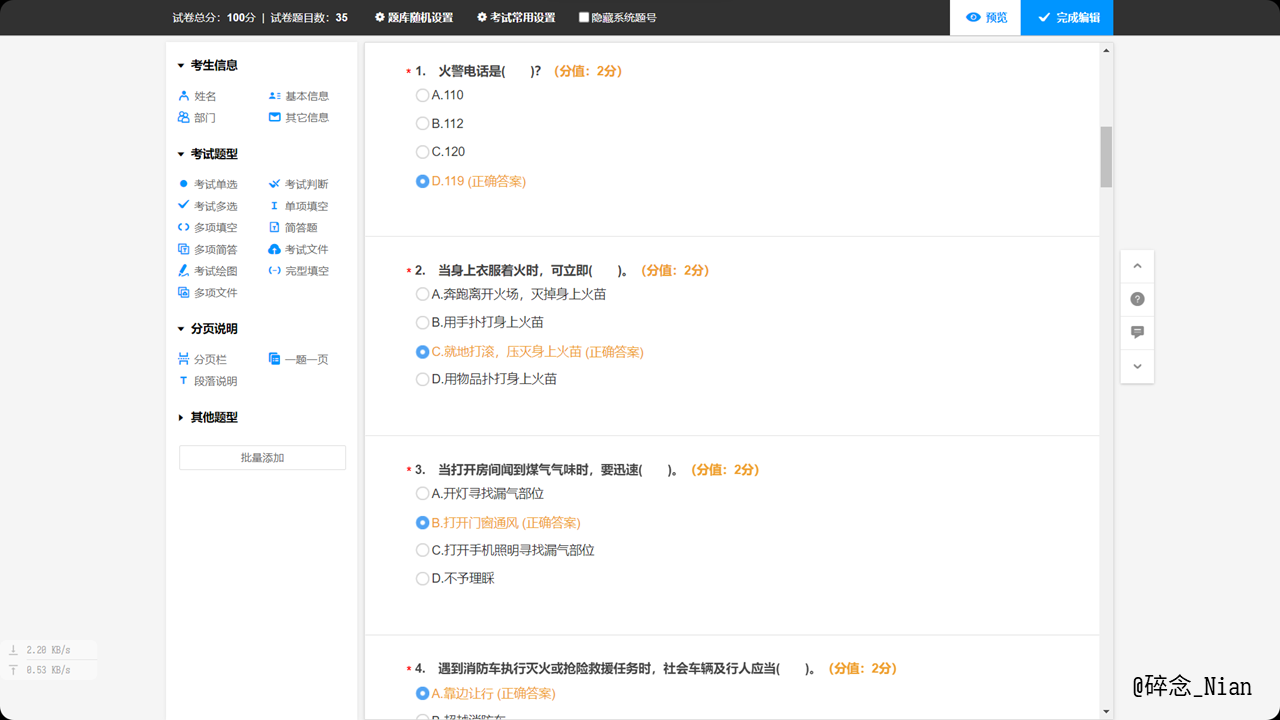 试卷总分：100分 | 试卷题目数：35 题库随机设置 考试常用设置 隐藏系统题号 预览 完成编辑
考生信息
姓名 基本信息
部门 其它信息
考试题型
考试单选 考试判断
考试多选 单项填空
多项填空 简答题
多项简答 考试文件
考试绘图 完型填空
多项文件
分页说明
分页栏 一题一页
段落说明
其他题型
批量添加
* 1. 火警电话是( )? （分值：2分）
A.110
B.112
C.120
D.119 (正确答案)
* 2. 当身上衣服着火时，可立即( )。（分值：2分）
A.奔跑离开火场，灭掉身上火苗
B.用手扑打身上火苗
C.就地打滚，压灭身上火苗 (正确答案)
D.用物品扑打身上火苗
* 3. 当打开房间闻到煤气气味时，要迅速( )。（分值：2分）
A.开灯寻找漏气部位
B.打开门窗通风 (正确答案)
C.打开手机照明寻找漏气部位
D.不予理睬
* 4. 遇到消防车执行灭火或抢险救援任务时，社会车辆及行人应当( )。（分值：2分）
A.靠边让行 (正确答案)
B.超越消防车
2.20 KB/s
0.53 KB/s
@碎念_Nian